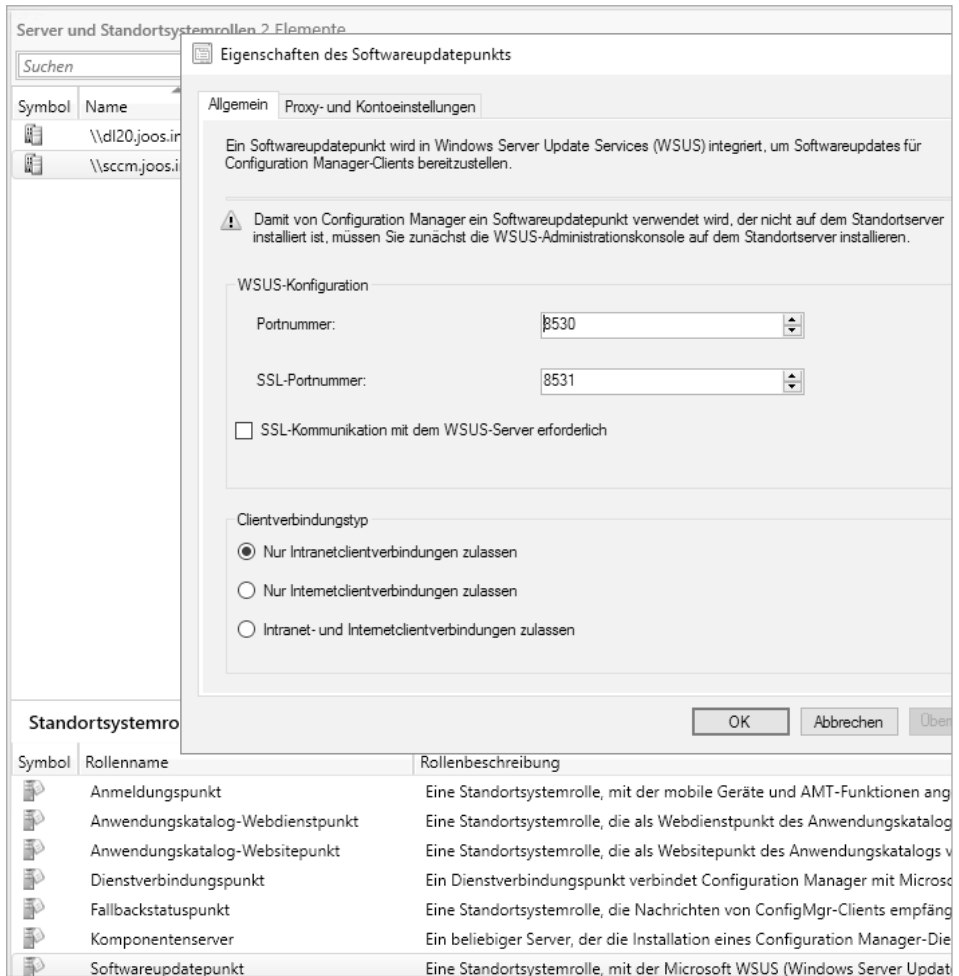 Server und Standortsystemrollen 2 Elemente
Suchen
Symbol Name
\\dl20.joos.in
\\sccm.joos.i
Eigenschaften des Softwareupdatepunkts
Allgemein Proxy- und Kontoeinstellungen
Ein Softwareupdatepunkt wird in Windows Server Update Services (WSUS) integriert, um Softwareupdates für
Configuration Manager-Clients bereitzustellen.
Damit von Configuration Manager ein Softwareupdatepunkt verwendet wird, der nicht auf dem Standortserver
installiert ist, müssen Sie zunächst die WSUS-Administrationskonsole auf dem Standortserver installieren.
WSUS-Konfiguration
Portnummer: 8530
SSL-Portnummer: 8531
SSL-Kommunikation mit dem WSUS-Server erforderlich
Clientverbindungstyp
Nur Intranetclientverbindungen zulassen
Nur Internetclientverbindungen zulassen
Intranet- und Internetclientverbindungen zulassen
OK Abbrechen Über
Standortsystemro
Symbol Rollenname Rollenbeschreibung
Anmeldungspunkt Eine Standortsystemrolle, mit der mobile Geräte und AMT-Funktionen ang
Anwendungskatalog-Webdienstpunkt Eine Standortsystemrolle, die als Webdienstpunkt des Anwendungskatalog
Anwendungskatalog-Websitepunkt Eine Standortsystemrolle, die als Websitepunkt des Anwendungskatalogs v
Dienstverbindungspunkt Ein Dienstverbindungspunkt verbindet Configuration Manager mit Microso
Fallbackstatuspunkt Eine Standortsystemrolle, die Nachrichten von ConfigMgr-Clients empfäng
Komponentenserver Ein beliebiger Server, der die Installation eines Configuration Manager-Die
Softwareupdatepunkt Eine Standortsystemrolle, mit der Microsoft WSUS (Windows Server Updat